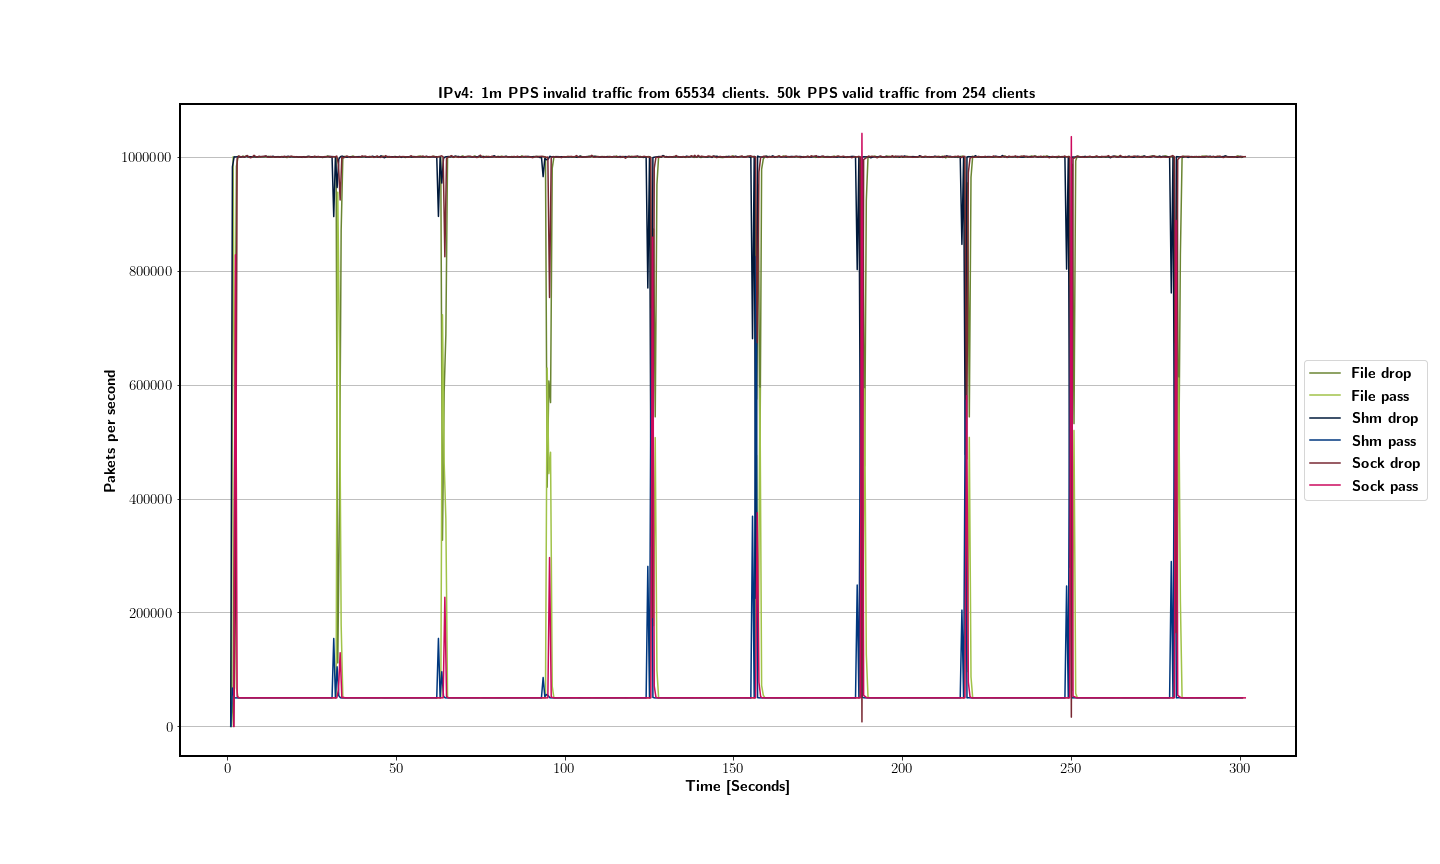 IPv4: 1m PPS invalid traffic from 65534 clients. 50k PPS valid traffic from 254 clients
1000000
800000
600000
400000
200000
0
Pakets per second
0 50 100 150 200 250 300
Time [Seconds]
File drop
File pass
Shm drop
Shm pass
Sock drop
Sock pass